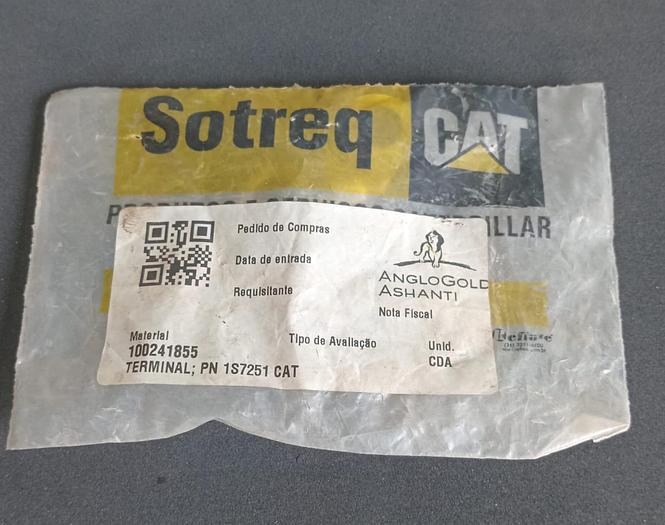 Sotreq CAT
Pedido de Compras
Data de entrada
ANGLOGOLD
ASHANTI
Requisitante
Nota Fiscal
Material
Tipo de Avaliação
Unid.
100241855
CDA
TERMINAL; PN 1S7251 CAT